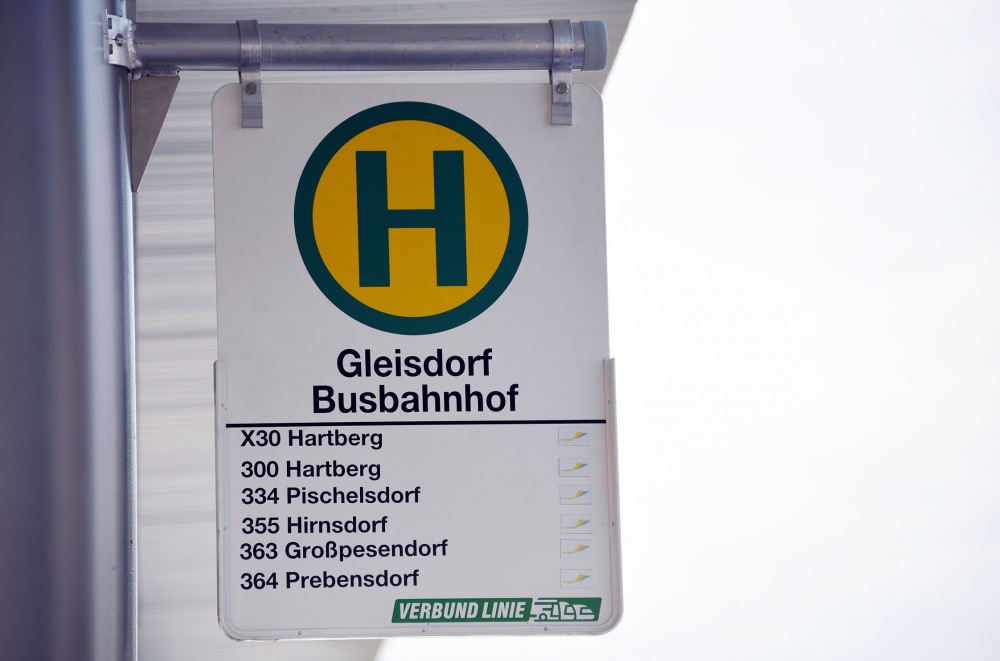 H
Gleisdorf
Busbahnhof
X30 Hartberg
300 Hartberg
334 Pischelsdorf
355 Hirnsdorf
363 Großpesendorf
364 Prebensdorf
VERBUND LINIE